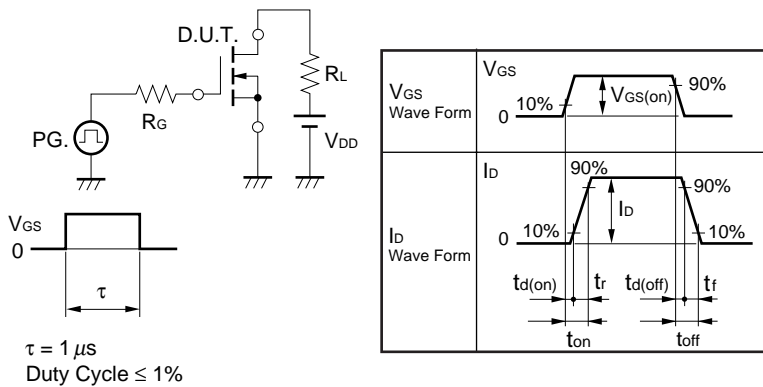 D.U.T.
RL
RG
PG.
VDD
VGS
0
τ
τ = 1 μs
Duty Cycle ≤ 1%
VGS
Wave Form
VGS
10%
0
VGS(on)
90%
ID
Wave Form
ID
90%
90%
10%
0
ID
10%
td(on)
tr
td(off)
tf
ton
toff